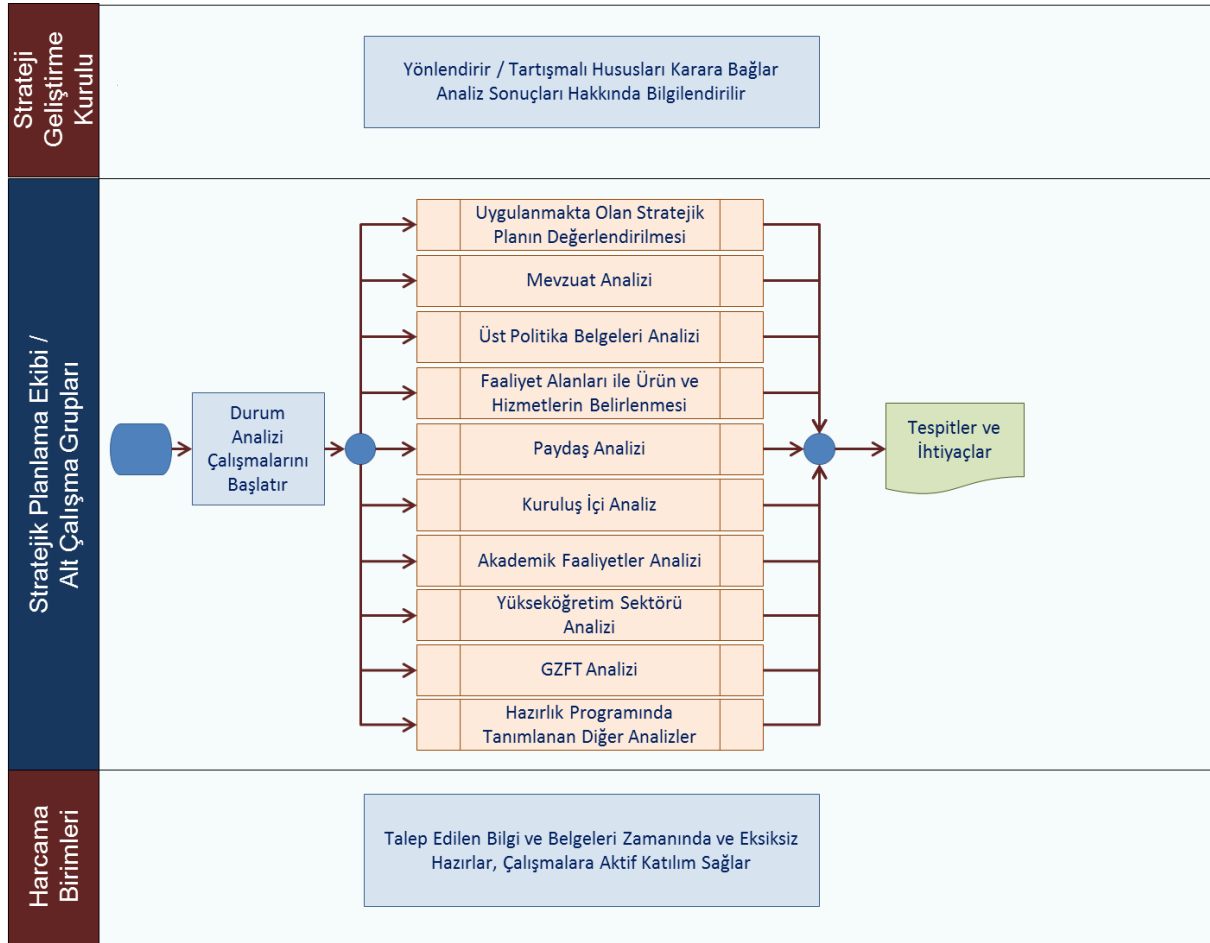 Strateji
Geliştirme
Kurulu
Yönlendirir / Tartışmalı Hususları Karara Bağlar
Analiz Sonuçları Hakkında Bilgilendirilir
Stratejik Planlama Ekibi /
Alt Çalışma Grupları
Durum
Analizi
Çalışmalarını
Başlatır
Uygulanmakta Olan Stratejik
Planın Değerlendirilmesi
Mevzuat Analizi
Üst Politika Belgeleri Analizi
Faaliyet Alanları ile Ürün ve
Hizmetlerin Belirlenmesi
Paydaş Analizi
Kuruluş İçi Analiz
Akademik Faaliyetler Analizi
Yükseköğretim Sektörü
Analizi
GZFT Analizi
Hazırlık Programında
Tanımlanan Diğer Analizler
Tespitler ve
İhtiyaçlar
Harcama
Birimleri
Talep Edilen Bilgi ve Belgeleri Zamanında ve Eksiksiz
Hazırlar, Çalışmalara Aktif Katılım Sağlar